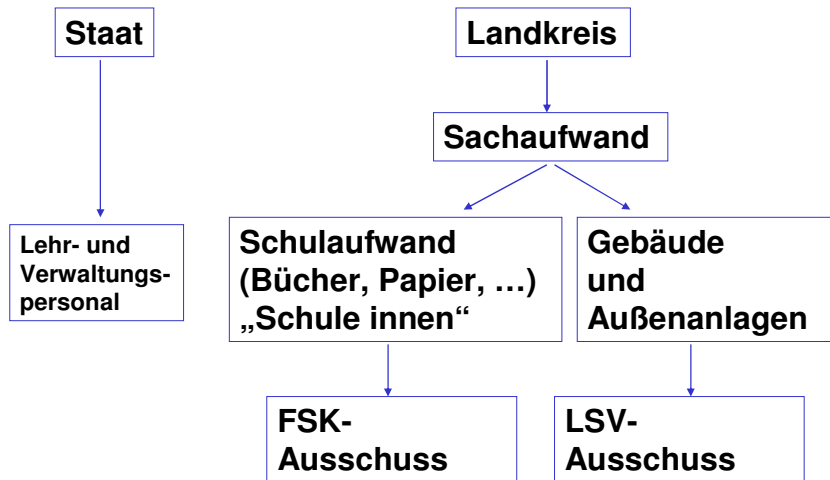 Staat
Landkreis
Sachaufwand
Lehr- und
Verwaltungs-
personal
Schulaufwand
(Bücher, Papier, …)
„Schule innen“
Gebäude
und
Außenanlagen
FSK-
Ausschuss
LSV-
Ausschuss